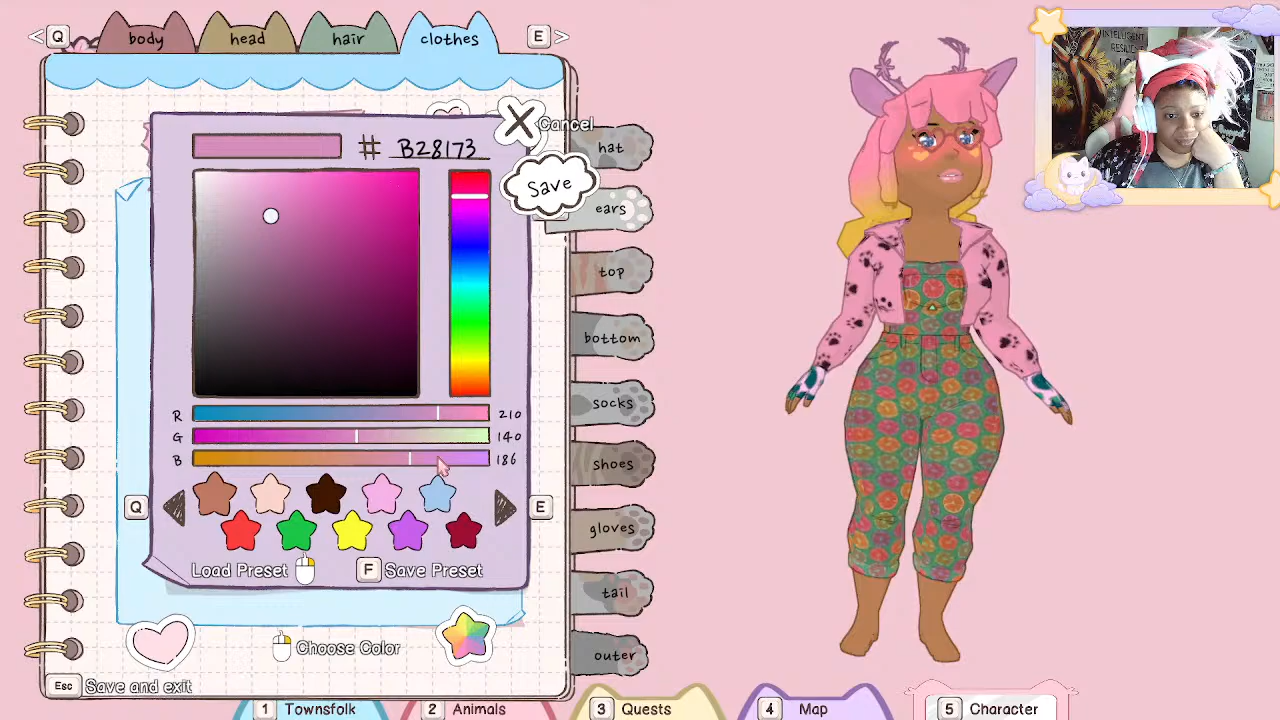 Q
body
head
hair
clothes
E
INTELLIGENT
RESILIE
# B28173
Cancel
Save
hat
ears
top
bottom
socks
shoes
gloves
tail
outer
R 210
G 140
B 186
Q
E
Load Preset
F Save Preset
Choose Color
Esc Save and exit
1 Townsfolk
2 Animals
3 Quests
4 Map
5 Character